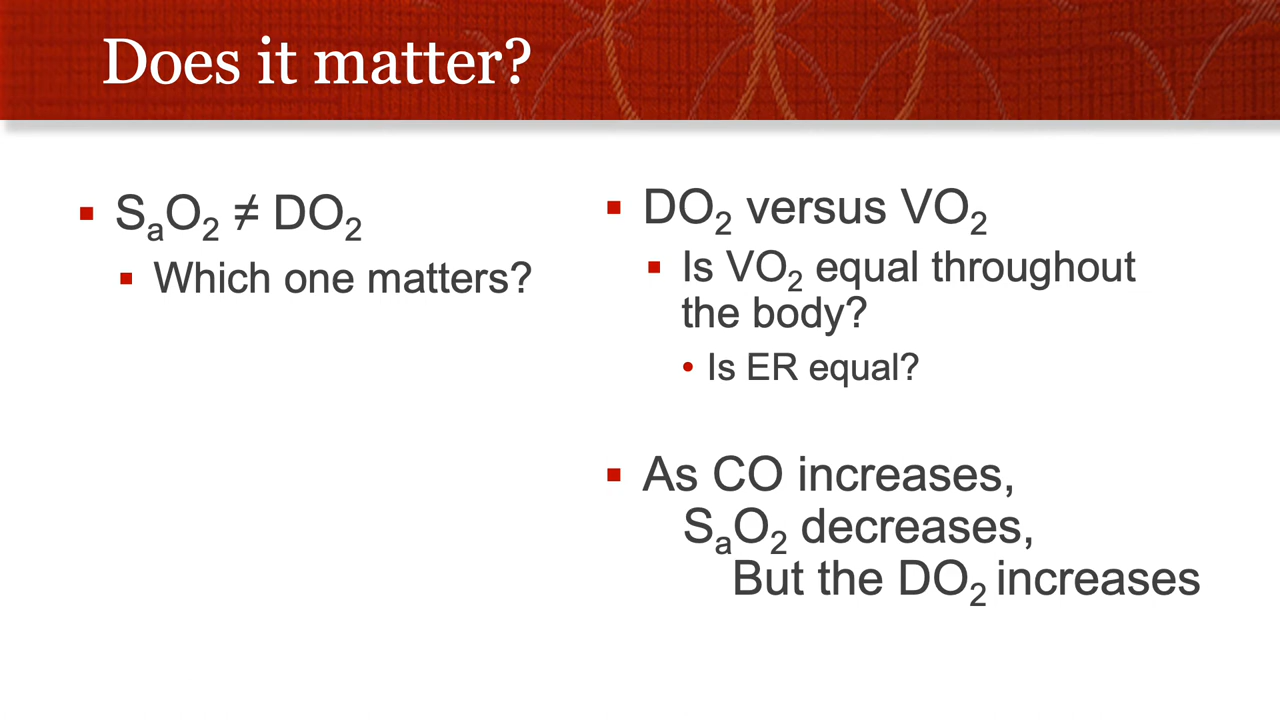 Does it matter?
▪ SₐO₂ ≠ DO₂
▪ Which one matters?
▪ DO₂ versus VO₂
▪ Is VO₂ equal throughout
the body?
• Is ER equal?
▪ As CO increases,
SₐO₂ decreases,
But the DO₂ increases